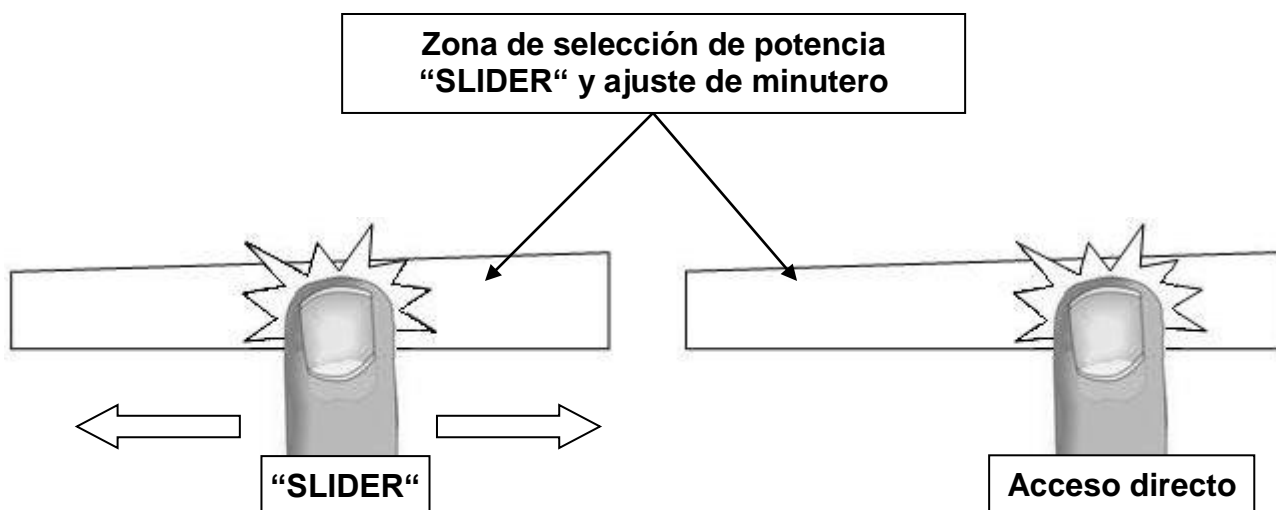 Zona de selección de potencia
“SLIDER“ y ajuste de minutero
“SLIDER“
Acceso directo